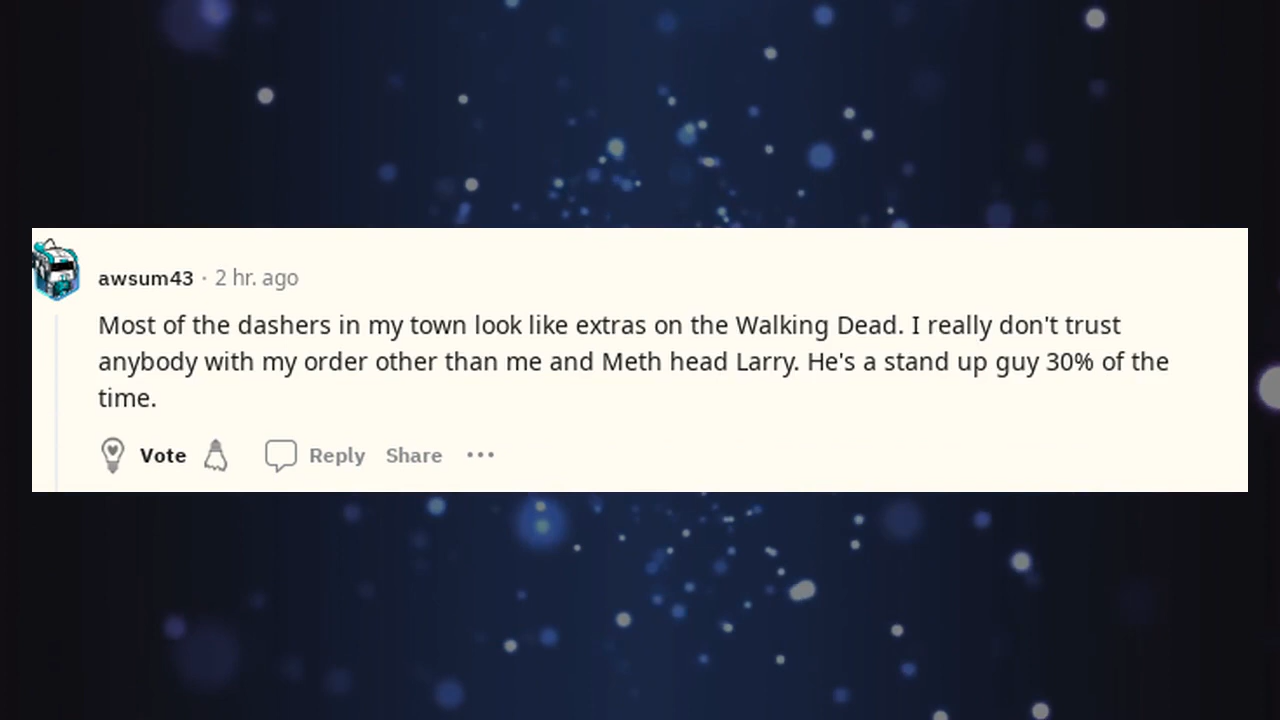 awsum43 · 2 hr. ago
Most of the dashers in my town look like extras on the Walking Dead. I really don't trust
anybody with my order other than me and Meth head Larry. He's a stand up guy 30% of the
time.
Vote Reply Share